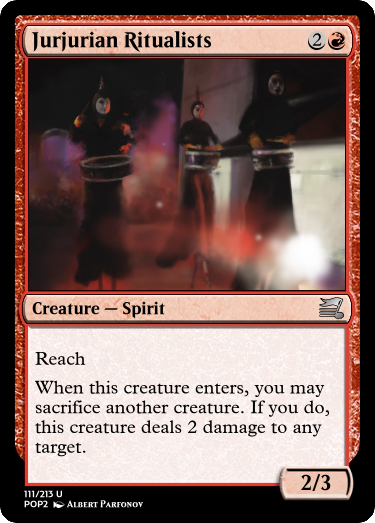 Jurjurian Ritualists 2
Creature — Spirit
Reach
When this creature enters, you may
sacrifice another creature. If you do,
this creature deals 2 damage to any
target.
2/3
111/213 U
POP2 Albert Parfonov